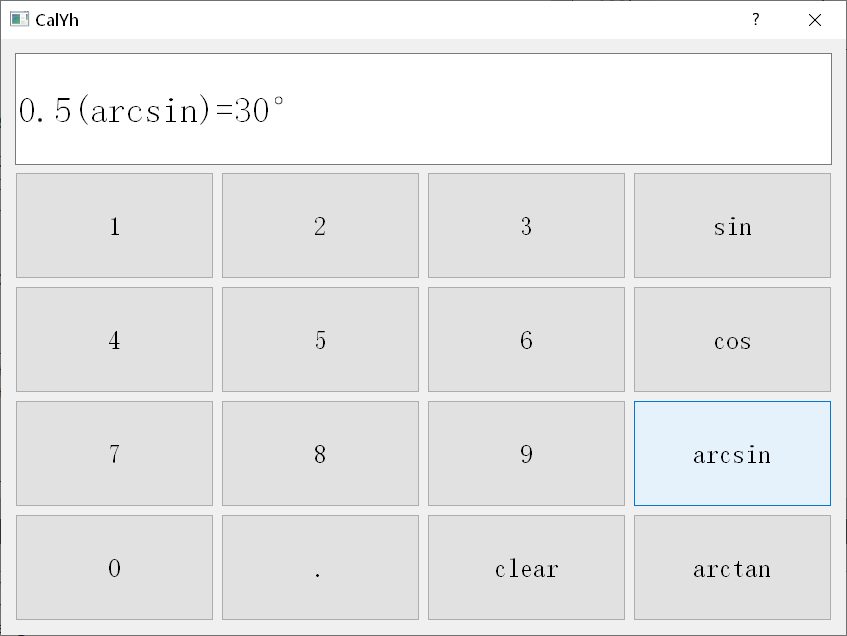 CalYh ?
0.5(arcsin)=30°
1 2 3 sin
4 5 6 cos
7 8 9 arcsin
0 . clear arctan